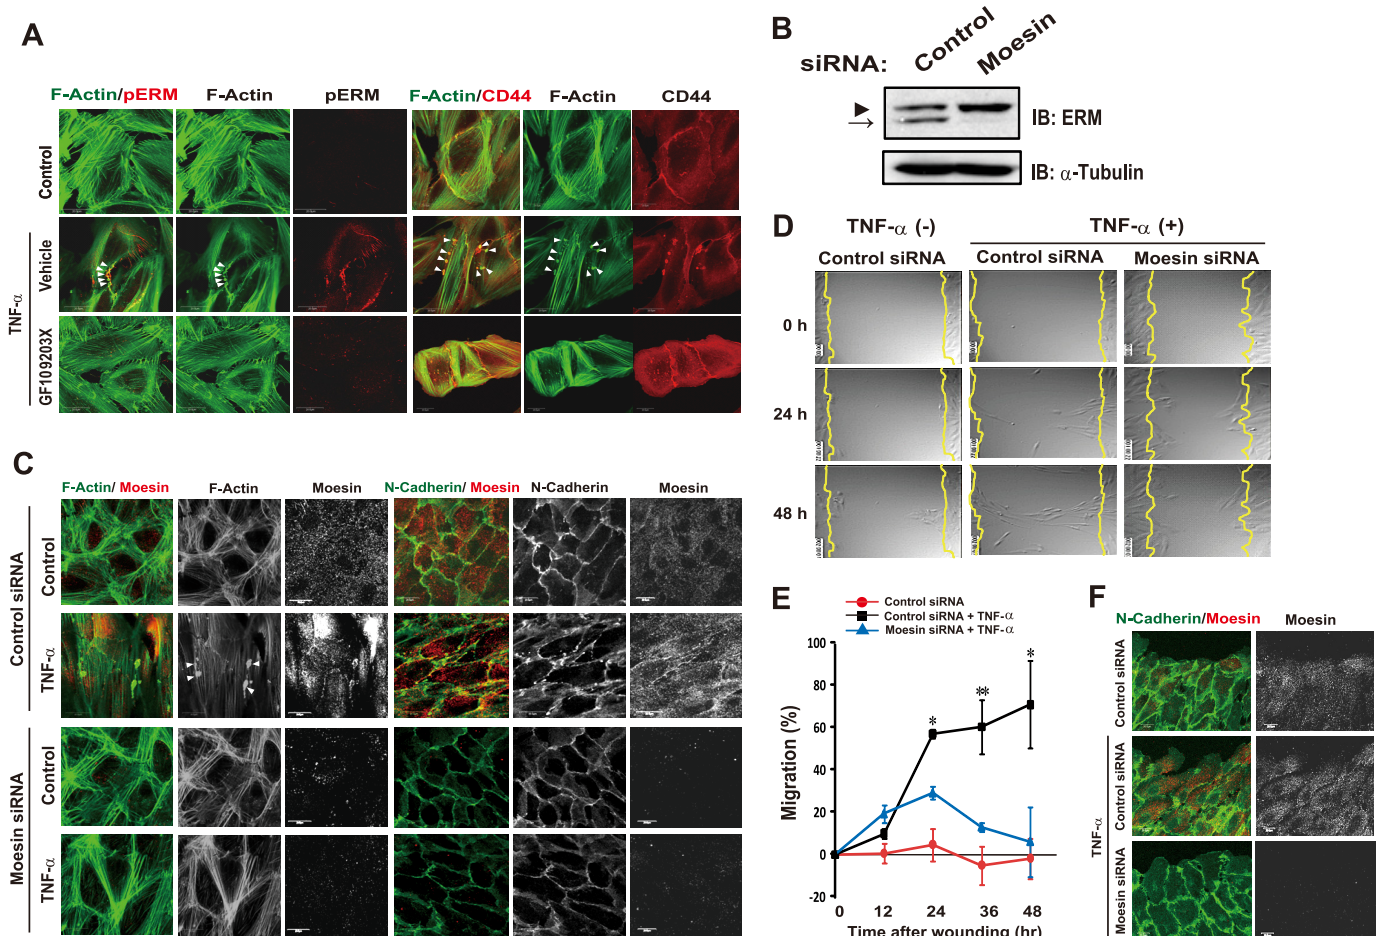 A
F-Actin/pERM F-Actin pERM F-Actin/CD44 F-Actin CD44
Control
Vehicle
GF109203X
TNF-α
B
siRNA: Control Moesin
IB: ERM
IB: α-Tubulin
C
F-Actin/ Moesin F-Actin Moesin N-Cadherin/ Moesin N-Cadherin Moesin
Control siRNA
Control
TNF-α
Moesin siRNA
Control
TNF-α
D
TNF-α (-) TNF-α (+)
Control siRNA Control siRNA Moesin siRNA
0 h
24 h
48 h
E
Control siRNA
Control siRNA + TNF-α
Moesin siRNA + TNF-α
Migration (%)
100
80
60
40
20
0
-20
* ** *
0 12 24 36 48
Time after wounding (hr)
F
N-Cadherin/Moesin Moesin
Control siRNA
Control siRNA
Moesin siRNA
TNF-α